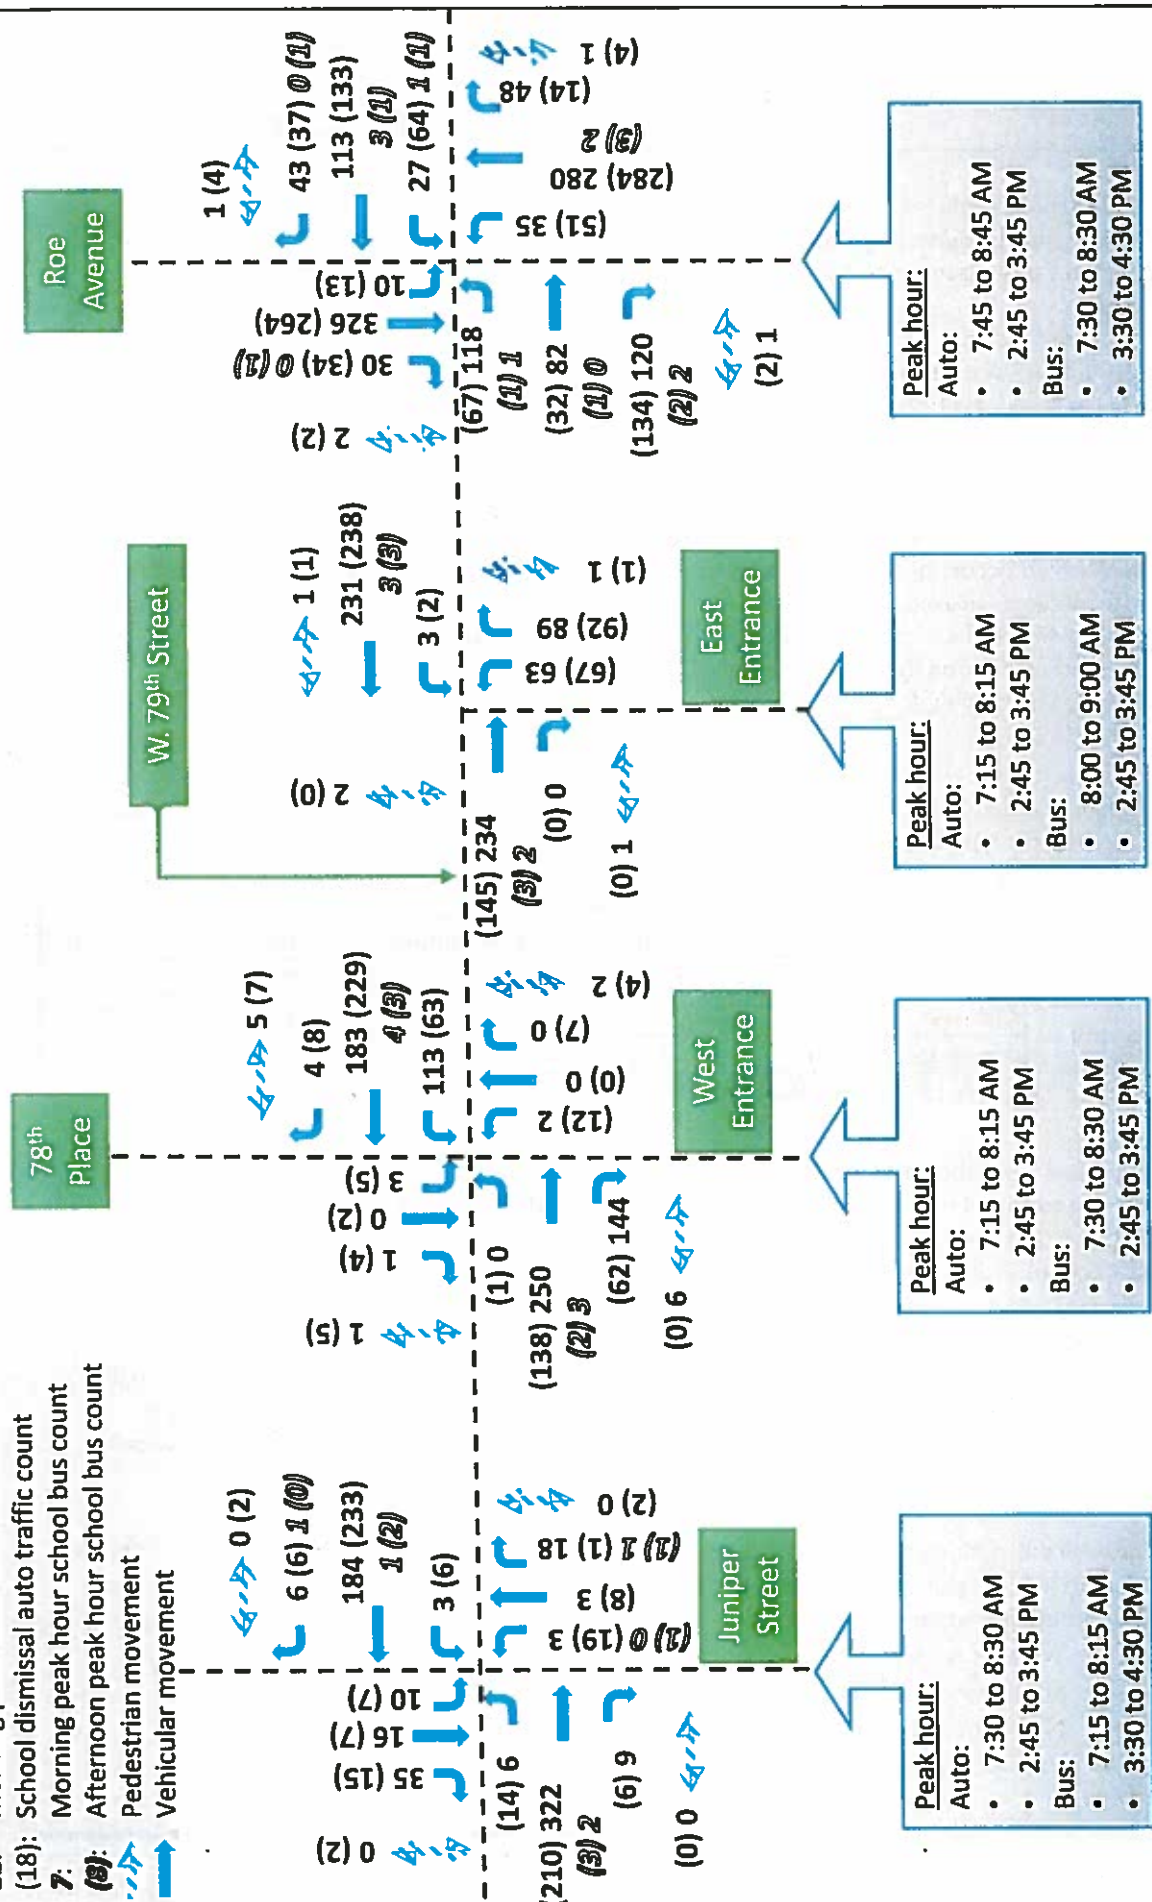 (18): School dismissal auto traffic count
7: Morning peak hour school bus count
(8): Afternoon peak hour school bus count
Pedestrian movement
Vehicular movement
Juniper
Street
0 (2)
6 (6) 1 (0)
184 (233)
1 (2)
3 (6)
10 (7)
16 (7)
35 (15)
0 (2)
(14) 6
(210) 322
(3) 2
(6) 9
(0) 0
(1) 0 (19) 3
(8) 3
(1) 1 (1) 18
(2) 0
Peak hour:
Auto:
• 7:30 to 8:30 AM
• 2:45 to 3:45 PM
Bus:
• 7:15 to 8:15 AM
• 3:30 to 4:30 PM
78th
Place
5 (7)
4 (8)
183 (229)
4 (3)
113 (63)
3 (5)
0 (2)
1 (4)
1 (5)
(1) 0
(138) 250
(2) 3
(62) 144
(0) 6
(12) 2
(0) 0
(7) 0
(4) 2
West
Entrance
Peak hour:
Auto:
• 7:15 to 8:15 AM
• 2:45 to 3:45 PM
Bus:
• 7:30 to 8:30 AM
• 2:45 to 3:45 PM
W. 79th Street
1 (1)
231 (238)
3 (3)
3 (2)
2 (0)
(145) 234
(3) 2
(0) 0
(0) 1
(67) 63
(92) 89
(1) 1
East
Entrance
Peak hour:
Auto:
• 7:15 to 8:15 AM
• 2:45 to 3:45 PM
Bus:
• 8:00 to 9:00 AM
• 2:45 to 3:45 PM
Roe
Avenue
1 (4)
43 (37) 0 (1)
113 (133)
3 (1)
27 (64) 1 (1)
10 (13)
326 (264)
30 (34) 0 (1)
2 (2)
(67) 118
(1) 1
(32) 82
(1) 0
(134) 120
(2) 2
(2) 1
(51) 35
(284) 280
(3) 2
(14) 48
(4) 1
Peak hour:
Auto:
• 7:45 to 8:45 AM
• 2:45 to 3:45 PM
Bus:
• 7:30 to 8:30 AM
• 3:30 to 4:30 PM